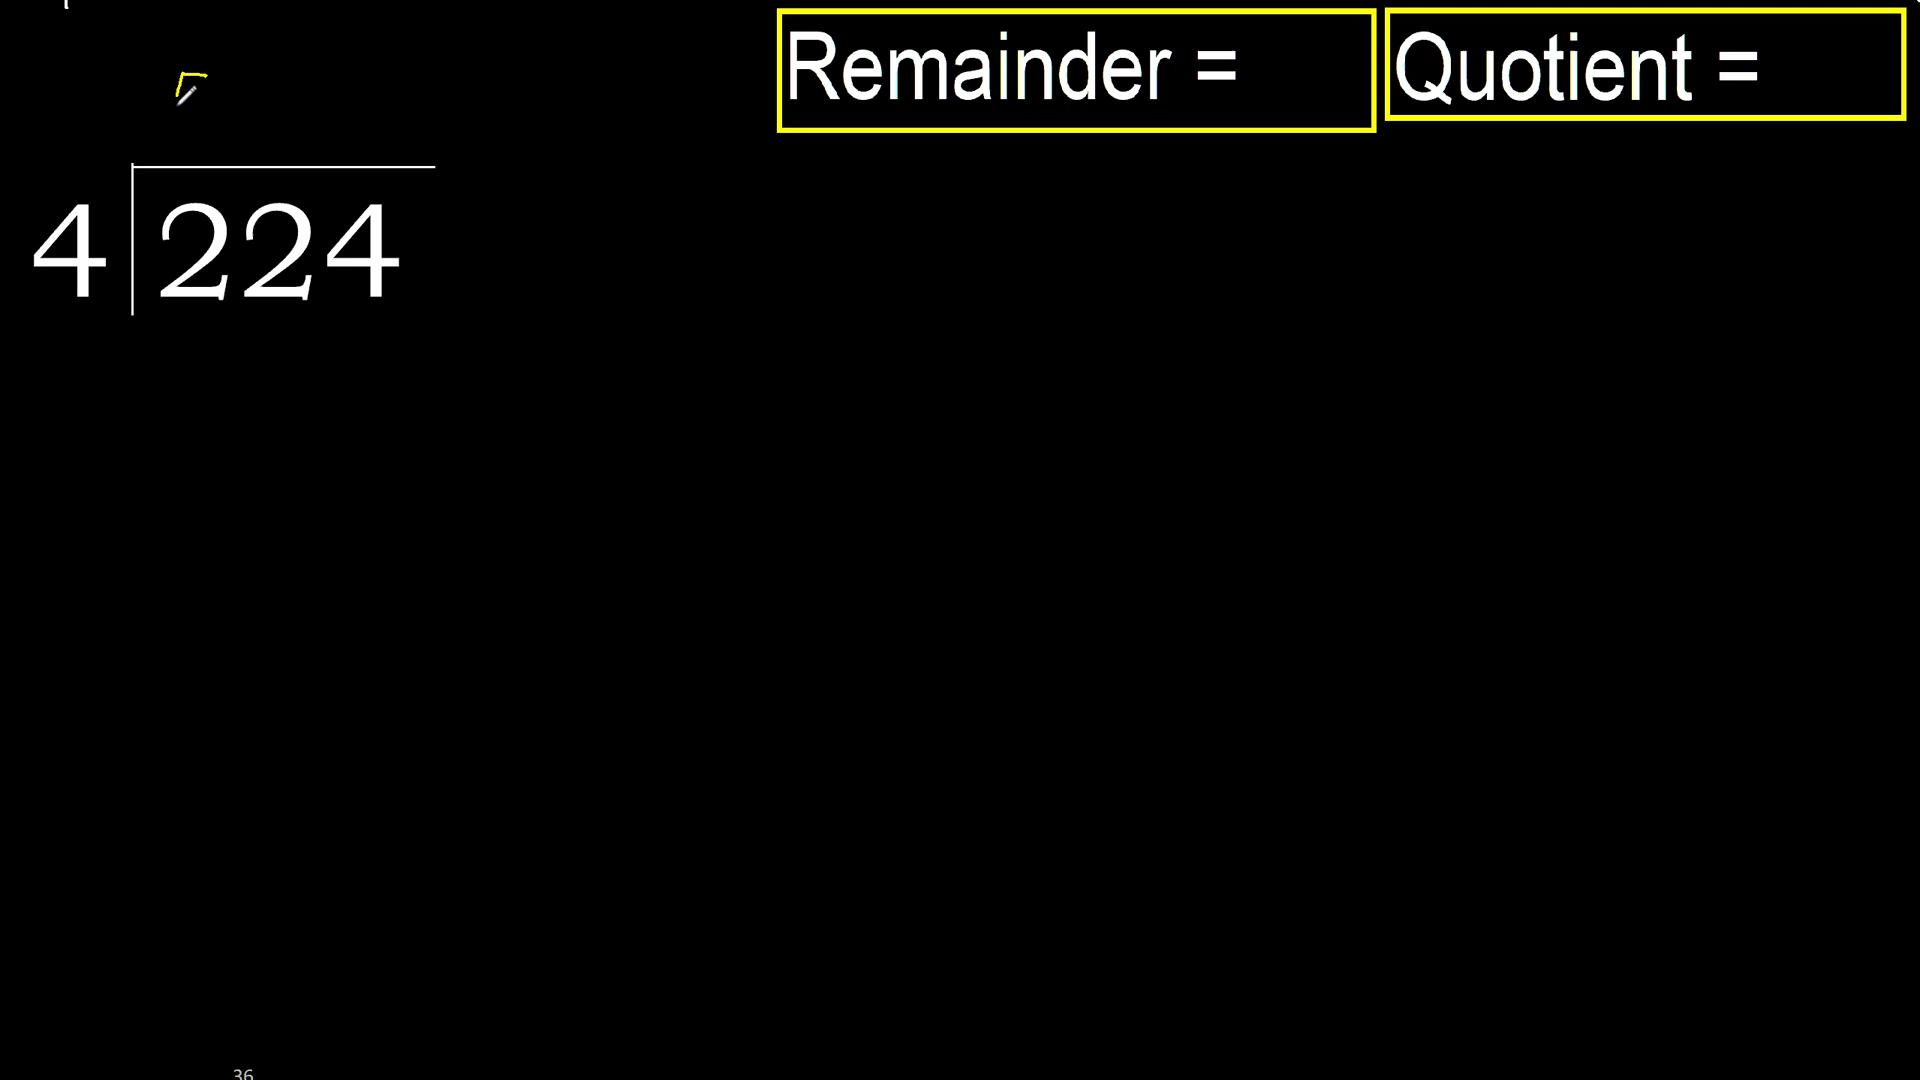 Remainder =
Quotient =
4 224
36